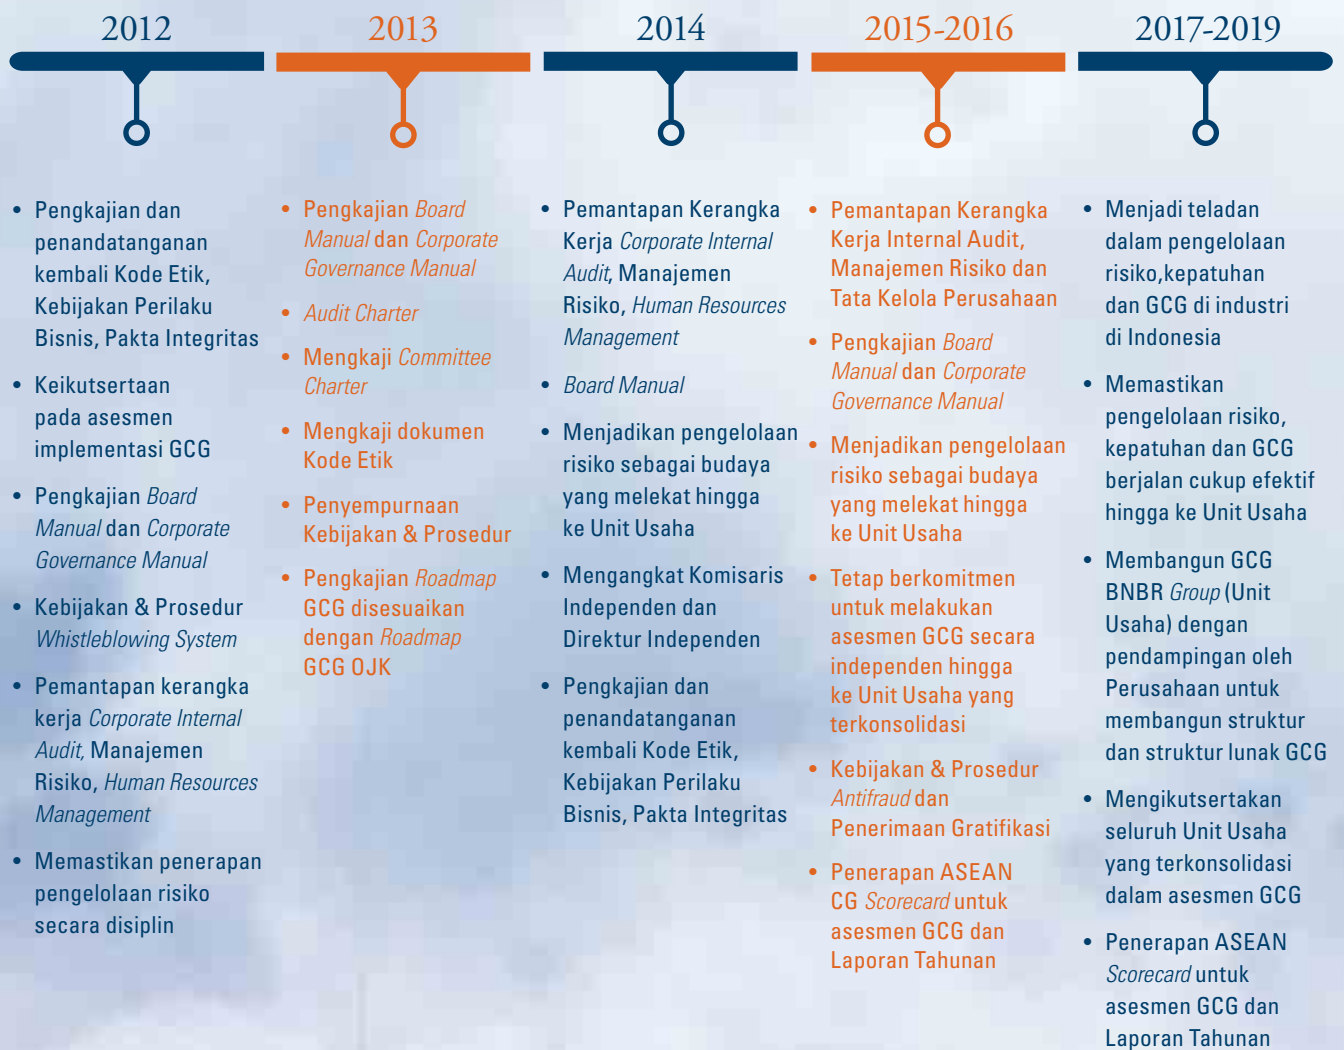 2012
• Pengkajian dan
penandatanganan
kembali Kode Etik,
Kebijakan Perilaku
Bisnis, Pakta Integritas
• Keikutsertaan
pada asesmen
implementasi GCG
• Pengkajian Board
Manual dan Corporate
Governance Manual
• Kebijakan & Prosedur
Whistleblowing System
• Pemantapan kerangka
kerja Corporate Internal
Audit, Manajemen
Risiko, Human Resources
Management
• Memastikan penerapan
pengelolaan risiko
secara disiplin
2013
• Pengkajian Board
Manual dan Corporate
Governance Manual
• Audit Charter
• Mengkaji Committee
Charter
• Mengkaji dokumen
Kode Etik
• Penyempurnaan
Kebijakan & Prosedur
• Pengkajian Roadmap
GCG disesuaikan
dengan Roadmap
GCG OJK
2014
• Pemantapan Kerangka
Kerja Corporate Internal
Audit, Manajemen
Risiko, Human Resources
Management
• Board Manual
• Menjadikan pengelolaan
risiko sebagai budaya
yang melekat hingga
ke Unit Usaha
• Mengangkat Komisaris
Independen dan
Direktur Independen
• Pengkajian dan
penandatanganan
kembali Kode Etik,
Kebijakan Perilaku
Bisnis, Pakta Integritas
2015-2016
• Pemantapan Kerangka
Kerja Internal Audit,
Manajemen Risiko dan
Tata Kelola Perusahaan
• Pengkajian Board
Manual dan Corporate
Governance Manual
• Menjadikan pengelolaan
risiko sebagai budaya
yang melekat hingga
ke Unit Usaha
• Tetap berkomitmen
untuk melakukan
asesmen GCG secara
independen hingga
ke Unit Usaha yang
terkonsolidasi
• Kebijakan & Prosedur
Antifraud dan
Penerimaan Gratifikasi
• Penerapan ASEAN
CG Scorecard untuk
asesmen GCG dan
Laporan Tahunan
2017-2019
• Menjadi teladan
dalam pengelolaan
risiko,kepatuhan
dan GCG di industri
di Indonesia
• Memastikan
pengelolaan risiko,
kepatuhan dan GCG
berjalan cukup efektif
hingga ke Unit Usaha
• Membangun GCG
BNBR Group (Unit
Usaha) dengan
pendampingan oleh
Perusahaan untuk
membangun struktur
dan struktur lunak GCG
• Mengikutsertakan
seluruh Unit Usaha
yang terkonsolidasi
dalam asesmen GCG
• Penerapan ASEAN
Scorecard untuk
asesmen GCG dan
Laporan Tahunan